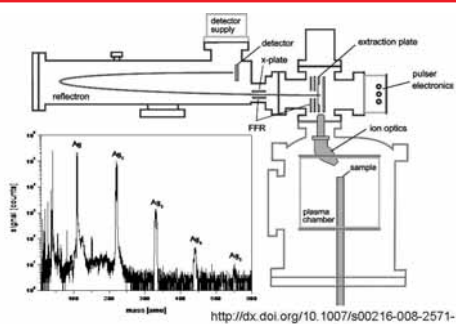 detector
supply
detector
x-plate
extraction plate
pulser
electronics
reflectron
FFR
ion optics
sample
plasma
chamber
signal [counts]
Ag
Ag₂
Ag₃
Ag₄
mass [amu]
http://dx.doi.org/10.1007/s00216-008-2571-